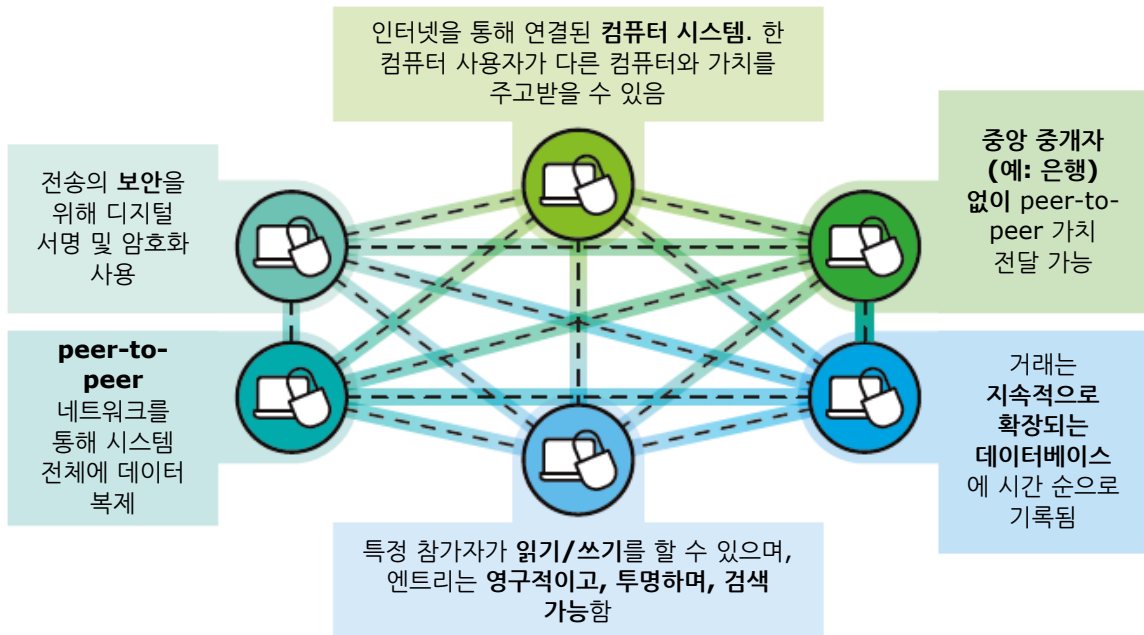 인터넷을 통해 연결된 컴퓨터 시스템. 한
컴퓨터 사용자가 다른 컴퓨터와 가치를
주고받을 수 있음
전송의 보안을
위해 디지털
서명 및 암호화
사용
중앙 중개자
(예: 은행)
없이 peer-to-
peer 가치
전달 가능
peer-to-
peer
네트워크를
통해 시스템
전체에 데이터
복제
거래는
지속적으로
확장되는
데이터베이스
에 시간 순으로
기록됨
특정 참가자가 읽기/쓰기를 할 수 있으며,
엔트리는 영구적이고, 투명하며, 검색
가능함